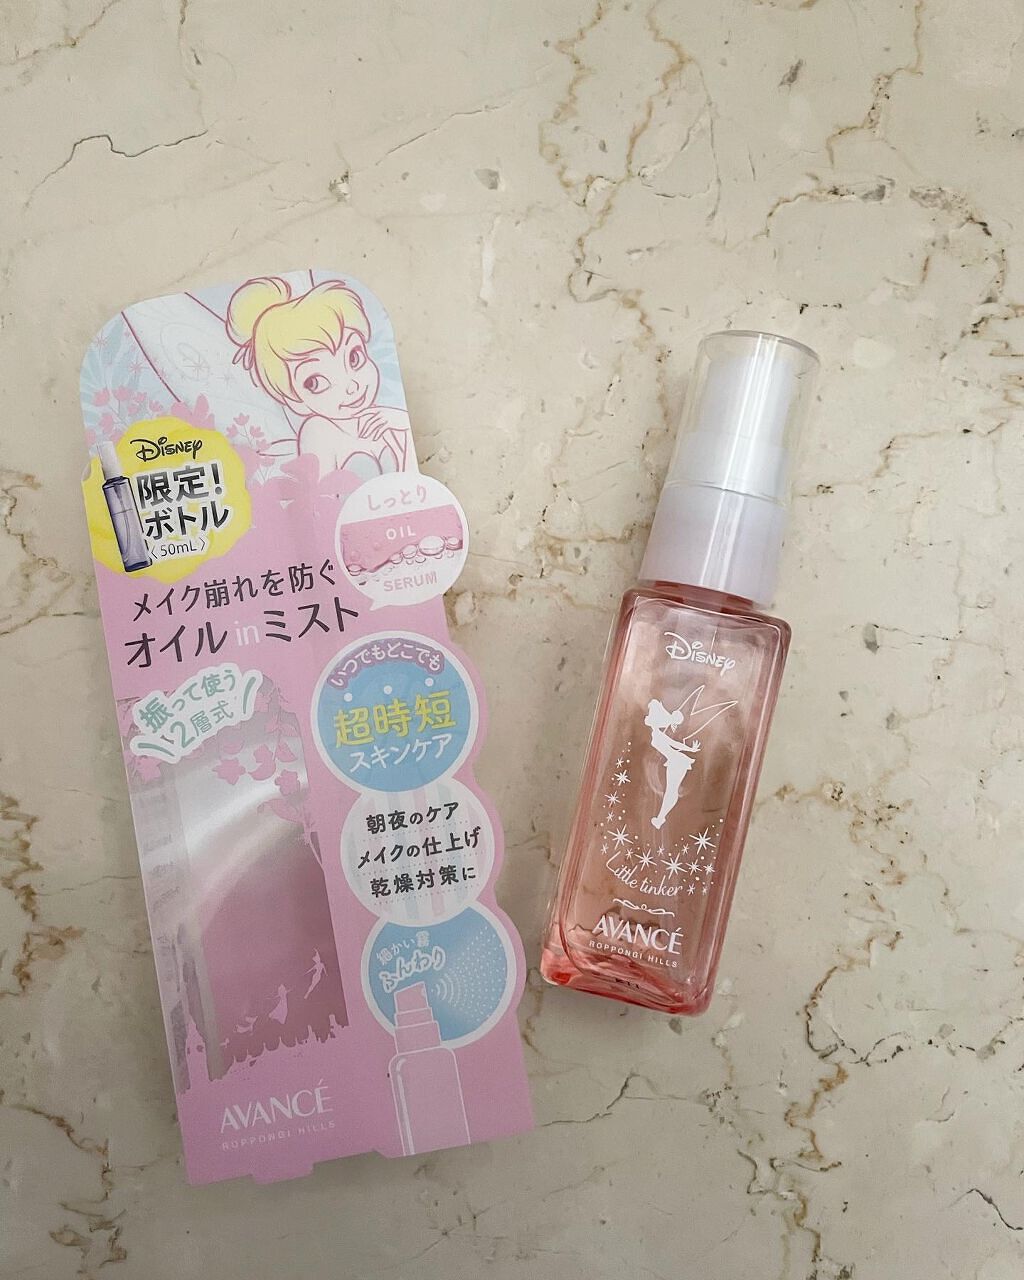 Disney
限定!
ボトル
〈50mL〉
しっとり
OIL
SERUM
メイク崩れを防ぐ
オイル in ミスト
いつでもどこでも
超時短
スキンケア
振って使う
2層式
朝夜のケア
メイクの仕上げ
乾燥対策に
細かい霧
ふんわり
AVANCÉ
ROPPONGI HILLS
Disney
Little tinker
AVANCÉ
ROPPONGI HILLS